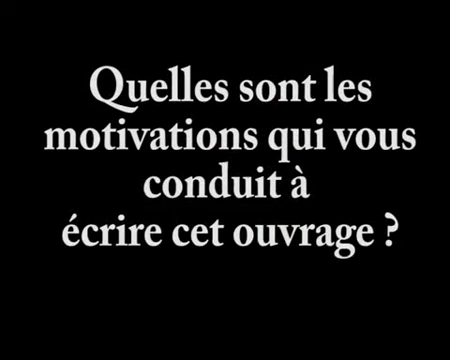 Quelles sont les
motivations qui vous
conduit à
écrire cet ouvrage ?